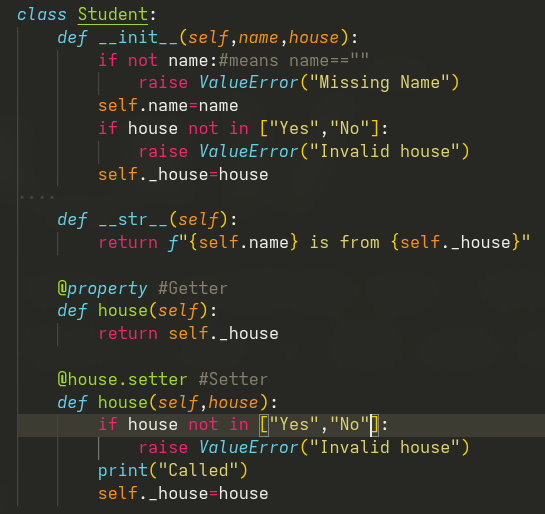 class Student:
    def __init__(self,name,house):
        if not name:#means name==""
            raise ValueError("Missing Name")
        self.name=name
        if house not in ["Yes","No"]:
            raise ValueError("Invalid house")
        self._house=house
....
    def __str__(self):
        return f"{self.name} is from {self._house}"
    @property #Getter
    def house(self):
        return self._house
    @house.setter #Setter
    def house(self,house):
        if house not in ["Yes","No"]:
            raise ValueError("Invalid house")
        print("Called")
        self._house=house